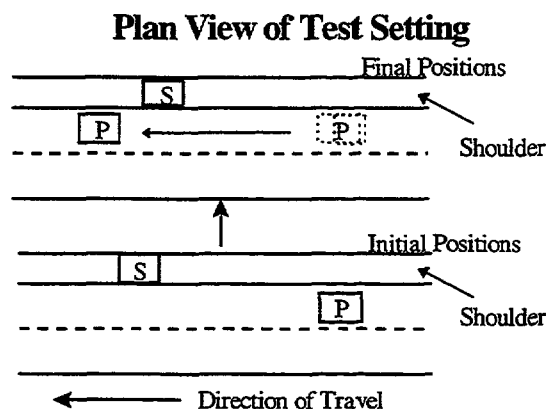 Plan View of Test Setting
Final Positions
S
P
P
Shoulder
Initial Positions
S
P
Shoulder
Direction of Travel